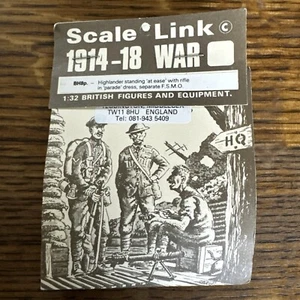 Scale Link ©
1914-18 WAR
BH8p. – Highlander standing 'at ease' with rifle
in 'parade' dress, separate F.S.M.O.
1:32 BRITISH FIGURES AND EQUIPMENT.
TW11 8HU ENGLAND
Tel: 081-943 5409
HQ